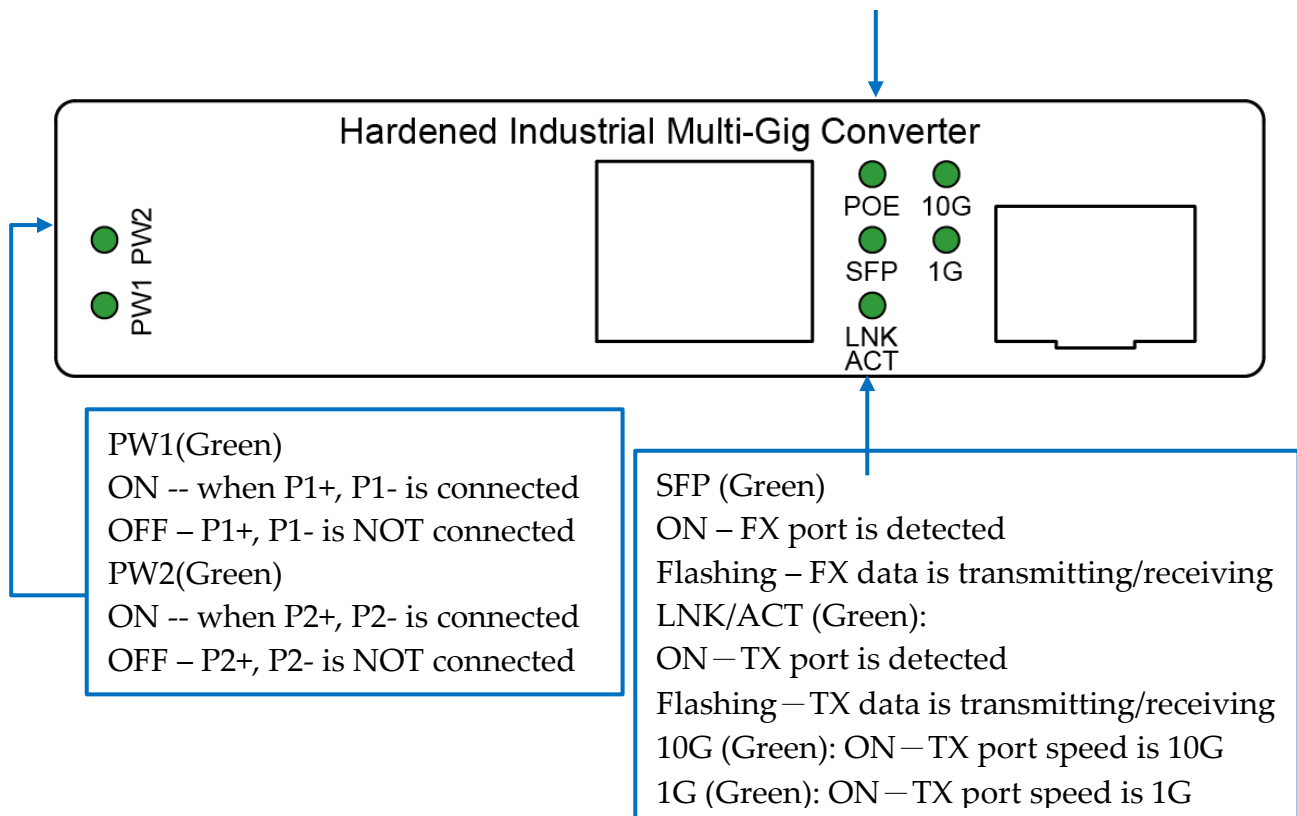 Hardened Industrial Multi-Gig Converter
PW2
PW1
POE 10G
SFP 1G
LNK
ACT
PW1(Green)
ON -- when P1+, P1- is connected
OFF – P1+, P1- is NOT connected
PW2(Green)
ON -- when P2+, P2- is connected
OFF – P2+, P2- is NOT connected
SFP (Green)
ON – FX port is detected
Flashing – FX data is transmitting/receiving
LNK/ACT (Green):
ON—TX port is detected
Flashing—TX data is transmitting/receiving
10G (Green): ON—TX port speed is 10G
1G (Green): ON—TX port speed is 1G